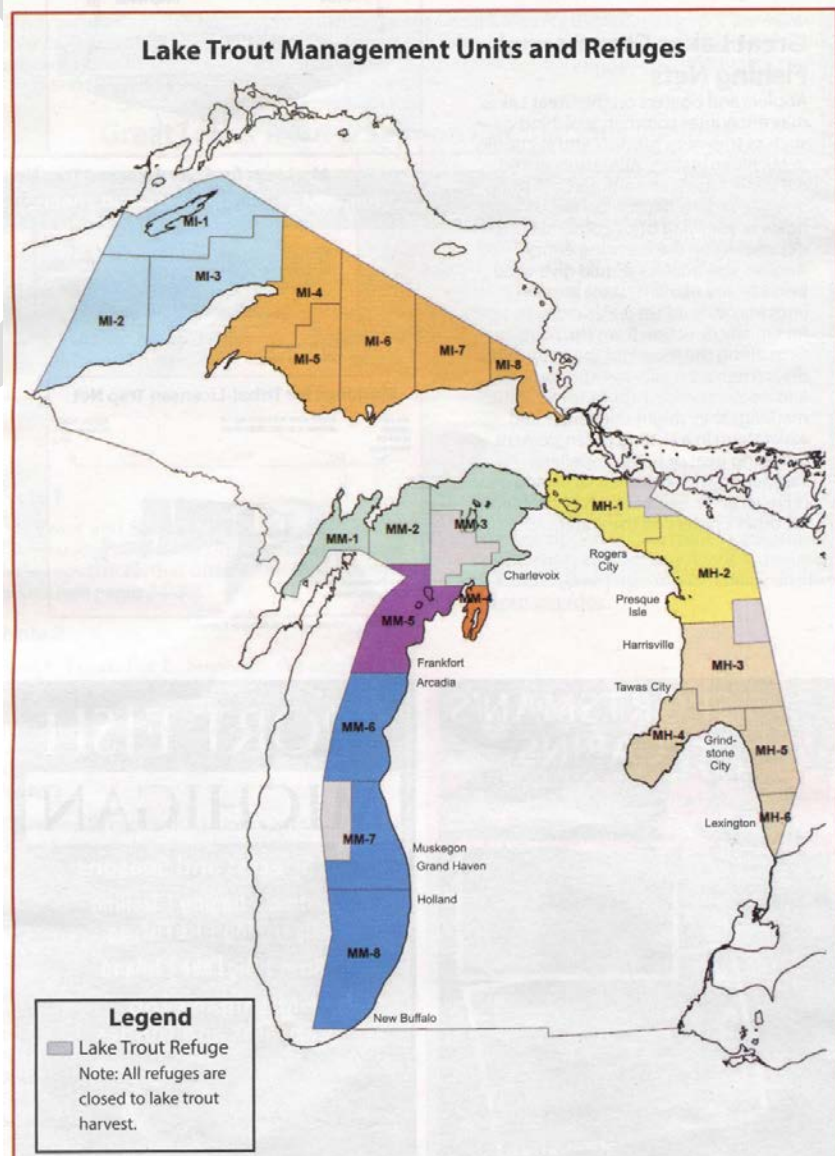 Lake Trout Management Units and Refuges
MI-1
MI-3
MI-2
MI-4
MI-5
MI-6
MI-7
MI-8
MM-1
MM-2
MM-3
MH-1
Rogers
City
MH-2
Charlevoix
MM-4
Presque
Isle
MM-5
Harrisville
MH-3
Frankfort
Arcadia
Tawas City
MM-6
MH-4
Grind-
stone
City
MH-5
MH-6
Lexington
MM-7
Muskegon
Grand Haven
Holland
MM-8
New Buffalo
Legend
Lake Trout Refuge
Note: All refuges are
closed to lake trout
harvest.